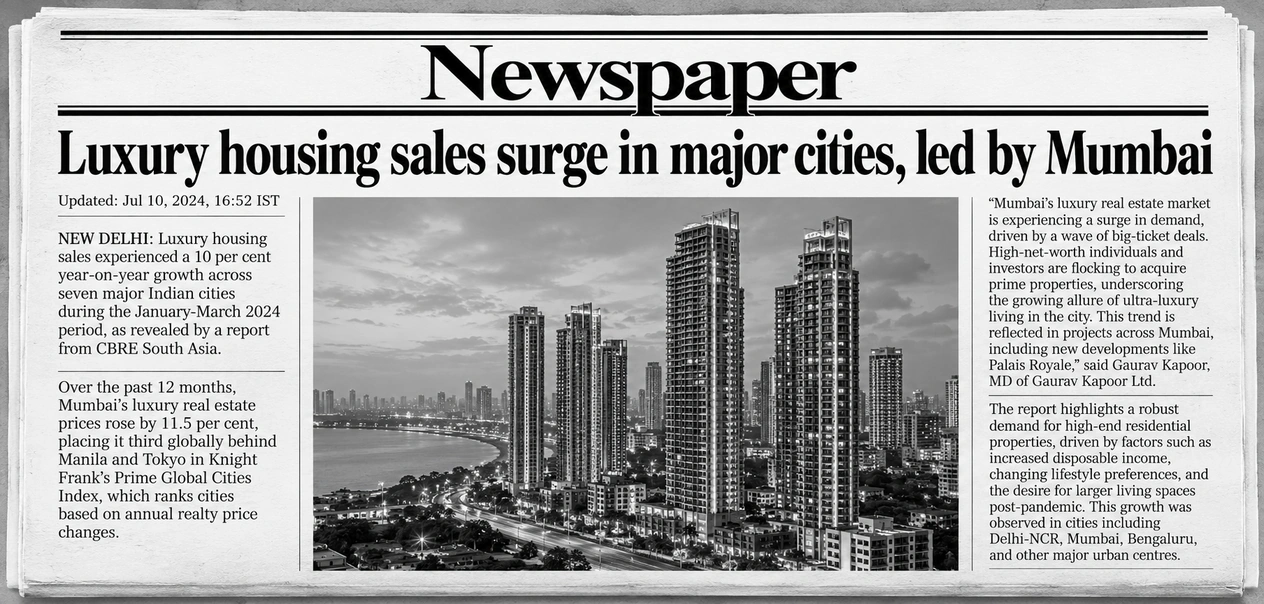 Newspaper
Luxury housing sales surge in major cities, led by Mumbai
Updated: Jul 10, 2024, 16:52 IST
NEW DELHI: Luxury housing
sales experienced a 10 per cent
year-on-year growth across
seven major Indian cities
during the January-March 2024
period, as revealed by a report
from CBRE South Asia.
Over the past 12 months,
Mumbai’s luxury real estate
prices rose by 11.5 per cent,
placing it third globally behind
Manila and Tokyo in Knight
Frank’s Prime Global Cities
Index, which ranks cities
based on annual realty price
changes.
“Mumbai’s luxury real estate market
is experiencing a surge in demand,
driven by a wave of big-ticket deals.
High-net-worth individuals and
investors are flocking to acquire
prime properties, underscoring
the growing allure of ultra-luxury
living in the city. This trend is
reflected in projects across Mumbai,
including new developments like
Palais Royale,” said Gaurav Kapoor,
MD of Gaurav Kapoor Ltd.
The report highlights a robust
demand for high-end residential
properties, driven by factors such as
increased disposable income,
changing lifestyle preferences, and
the desire for larger living spaces
post-pandemic. This growth was
observed in cities including
Delhi-NCR, Mumbai, Bengaluru,
and other major urban centres.